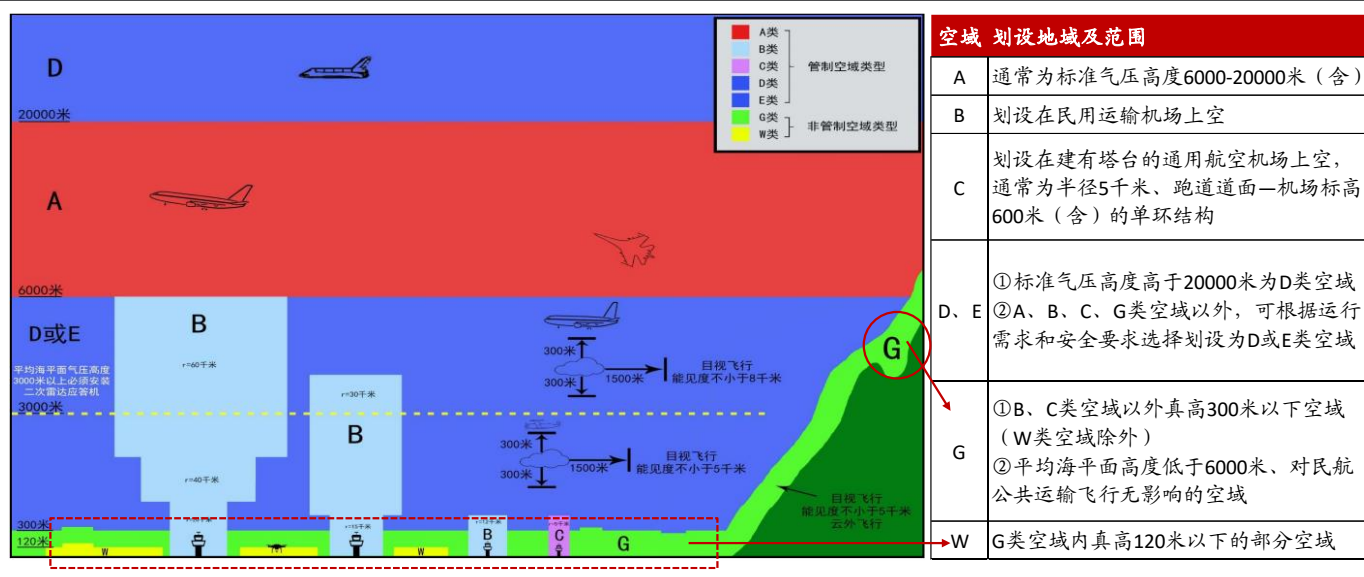 A类
B类
C类
D类
E类
管制空域类型
G类
W类
非管制空域类型
D
20000米
A
6000米
D或E
平均海平面气压高度
3000米以上必须安装
二次雷达应答机
3000米
B
r=60千米
r=40千米
r=30千米
B
r=15千米
300米
300米
1500米
目视飞行
能见度不小于8千米
300米
300米
1500米
目视飞行
能见度不小于5千米
G
目视飞行
能见度不小于5千米
云外飞行
300米
120米
W
W
B
r=12千米
C
G
空域 划设地域及范围
A 通常为标准气压高度6000-20000米（含）
B 划设在民用运输机场上空
C 划设在建有塔台的通用航空机场上空，
通常为半径5千米、跑道道面—机场标高
600米（含）的单环结构
D、E ①标准气压高度高于20000米为D类空域
②A、B、C、G类空域以外，可根据运行
需求和安全要求选择划设为D或E类空域
G ①B、C类空域以外真高300米以下空域
（W类空域除外）
②平均海平面高度低于6000米、对民航
公共运输飞行无影响的空域
W G类空域内真高120米以下的部分空域